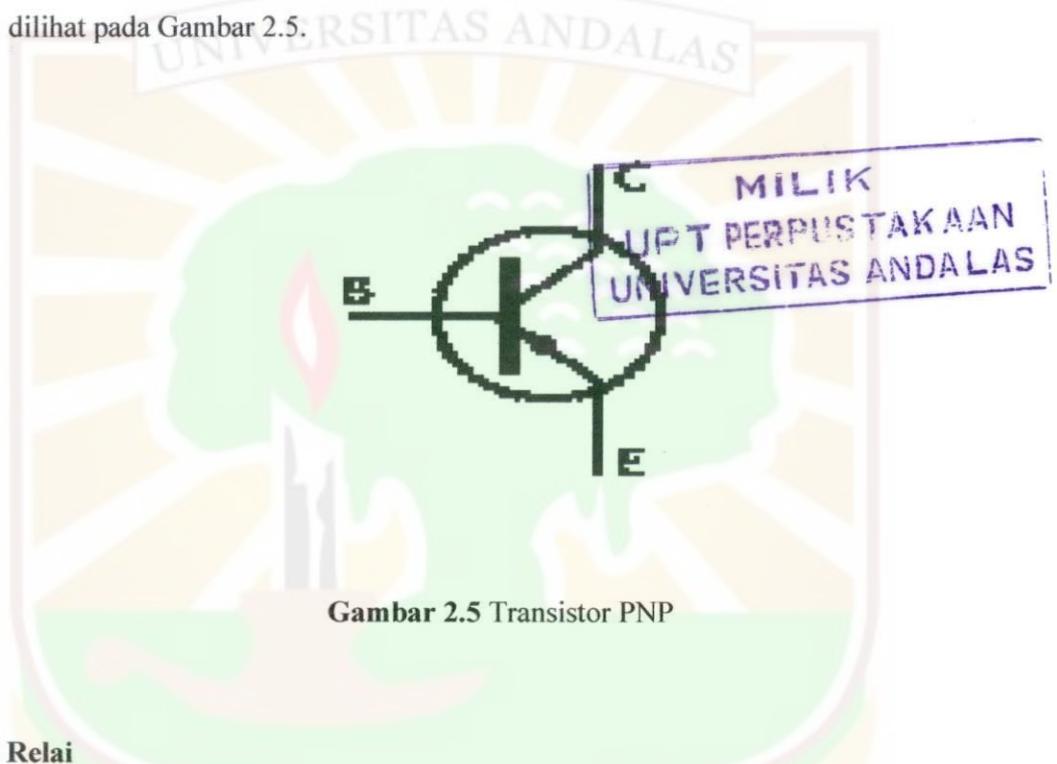 dilihat pada Gambar 2.5.
UNIVERSITAS ANDALAS
C
MILIK
UPT PERPUSTAKAAN
UNIVERSITAS ANDALAS
B
E
Gambar 2.5 Transistor PNP
Relai